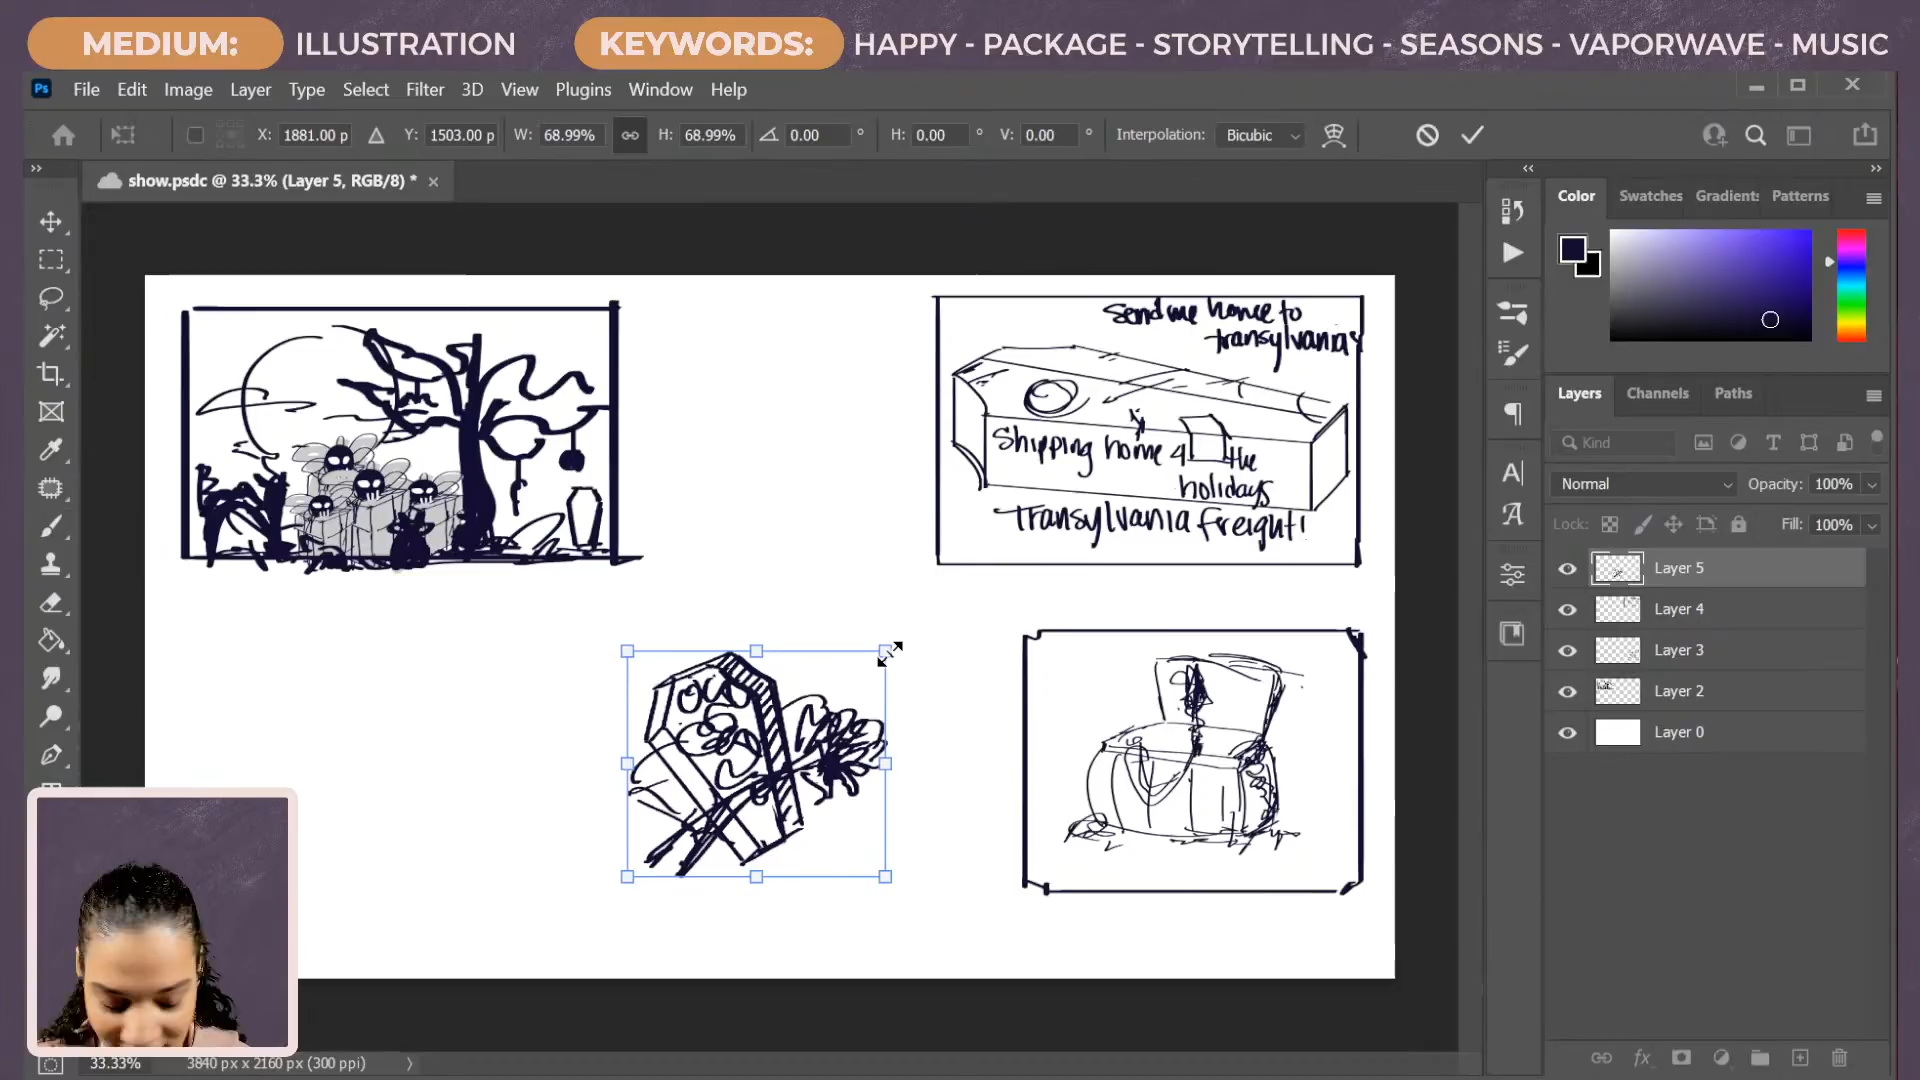 MEDIUM: ILLUSTRATION KEYWORDS: HAPPY - PACKAGE - STORYTELLING - SEASONS - VAPORWAVE - MUSIC
Ps File Edit Image Layer Type Select Filter 3D View Plugins Window Help
X: 1881.00 p Y: 1503.00 p W: 68.99% H: 68.99% 0.00 ° H: 0.00 ° V: 0.00 ° Interpolation: Bicubic
show.psdc @ 33.3% (Layer 5, RGB/8) *
Color Swatches Gradients Patterns
Send me home to
transylvania
Shipping home 4 the
holidays
Transylvania freight!
Layers Channels Paths
Kind
Normal Opacity: 100%
Lock: Fill: 100%
Layer 5
Layer 4
Layer 3
Layer 2
Layer 0
33.33% 3840 px x 2160 px (300 ppi)